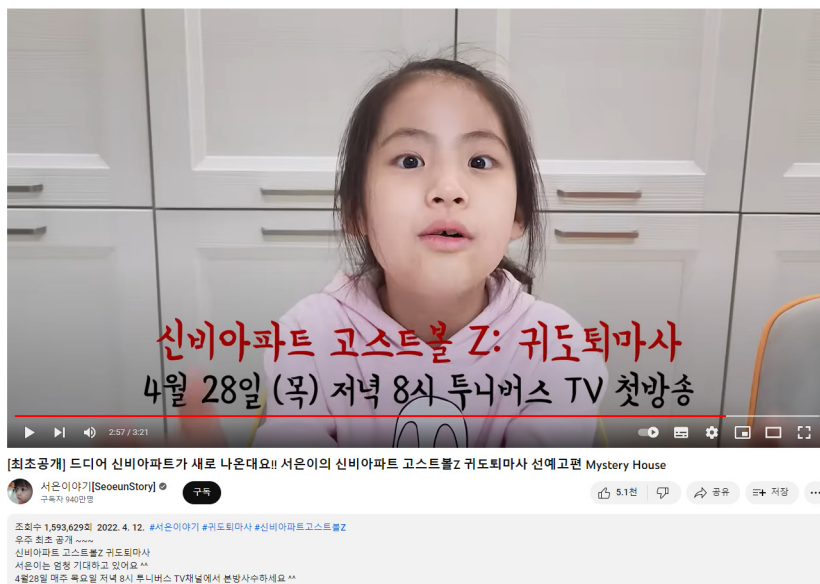 신비아파트 고스트볼 Z: 귀도퇴마사
4월 28일 (목) 저녁 8시 투니버스 TV 첫방송
2:57 / 3:21
[최초공개] 드디어 신비아파트가 새로 나온대요!! 서은이의 신비아파트 고스트볼Z 귀도퇴마사 선예고편 Mystery House
서은이야기[SeoeunStory]
구독자 940만명
구독
5.1천
공유
저장
조회수 1,593,629회 2022. 4. 12. #서은이야기 #귀도퇴마사 #신비아파트고스트볼Z
우주 최초 공개 ~~~
신비아파트 고스트볼Z 귀도퇴마사
서은이는 엄청 기대하고 있어요 ^^
4월28일 매주 목요일 저녁 8시 투니버스 TV채널에서 본방사수하세요 ^^